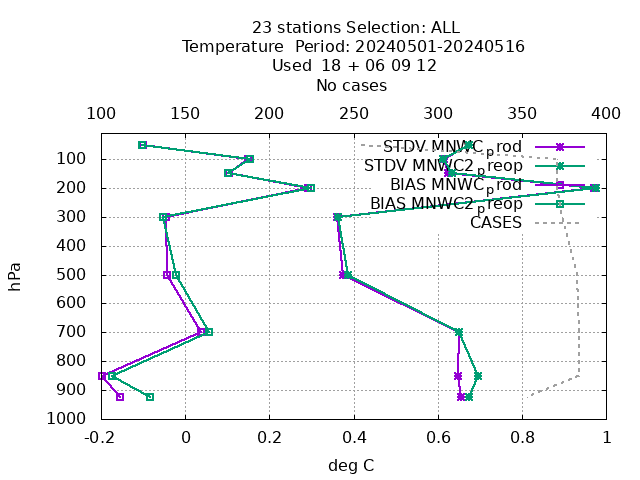 23 stations Selection: ALL
Temperature  Period: 20240501-20240516
Used  18 + 06 09 12
No cases
100 150 200 250 300 350 400
STDV MNWC_prod
STDV MNWC2_preop
BIAS MNWC_prod
BIAS MNWC2_preop
CASES
hPa
100
200
300
400
500
600
700
800
900
1000
-0.2 0 0.2 0.4 0.6 0.8 1
deg C